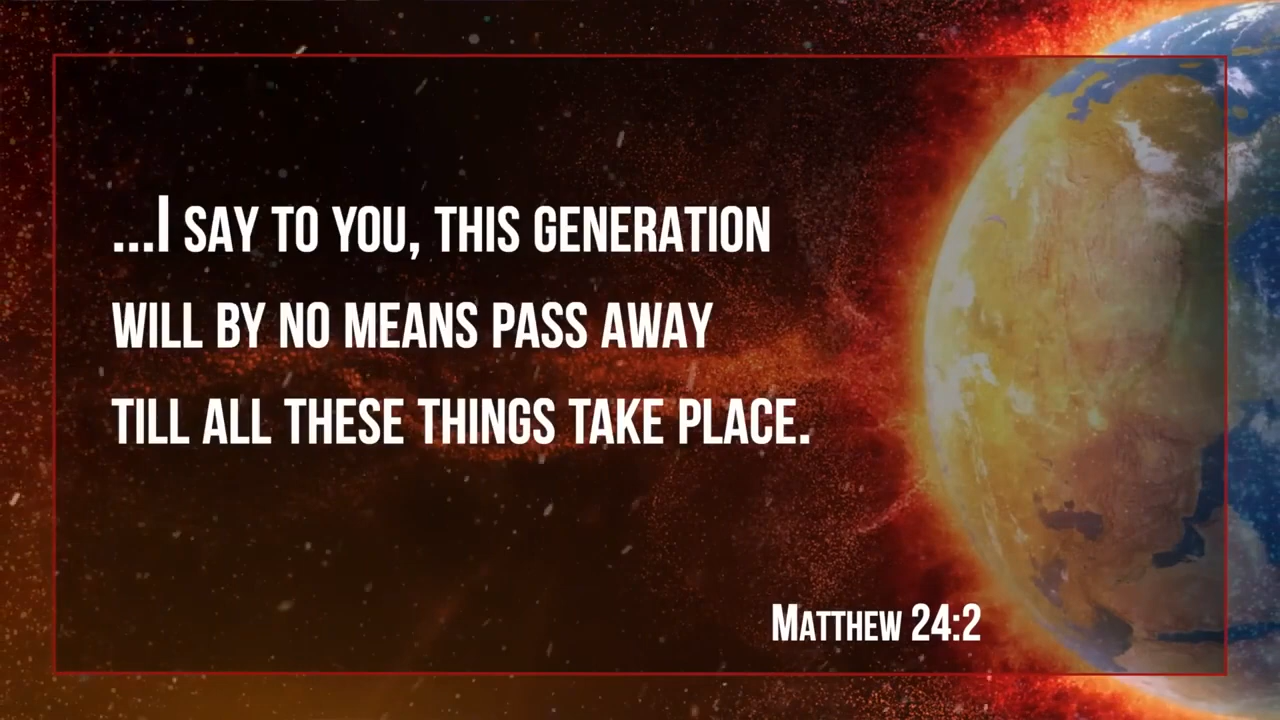 ...I SAY TO YOU, THIS GENERATION
WILL BY NO MEANS PASS AWAY
TILL ALL THESE THINGS TAKE PLACE.
MATTHEW 24:2